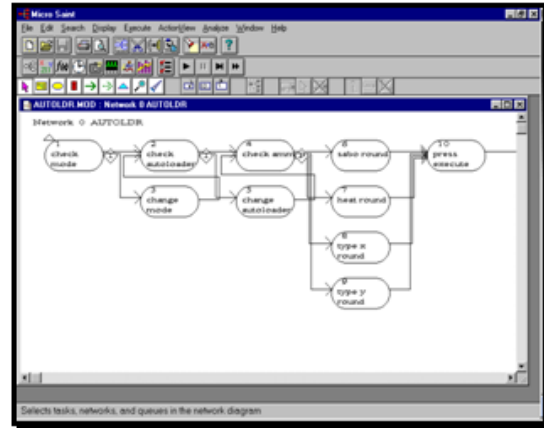 Micro Saint
File Edit Search Display Execute ActionView Analyze Window Help
AUTOLDR.MOD : Network 0 AUTOLDR
Network 0 AUTOLDR
1
check
mode
2
check
autoloader
4
check ammo
6
sabo round
10
press
execute
3
change
mode
5
change
autoloader
7
heat round
8
type x
round
9
type y
round
Selects tasks, networks, and queues in the network diagram